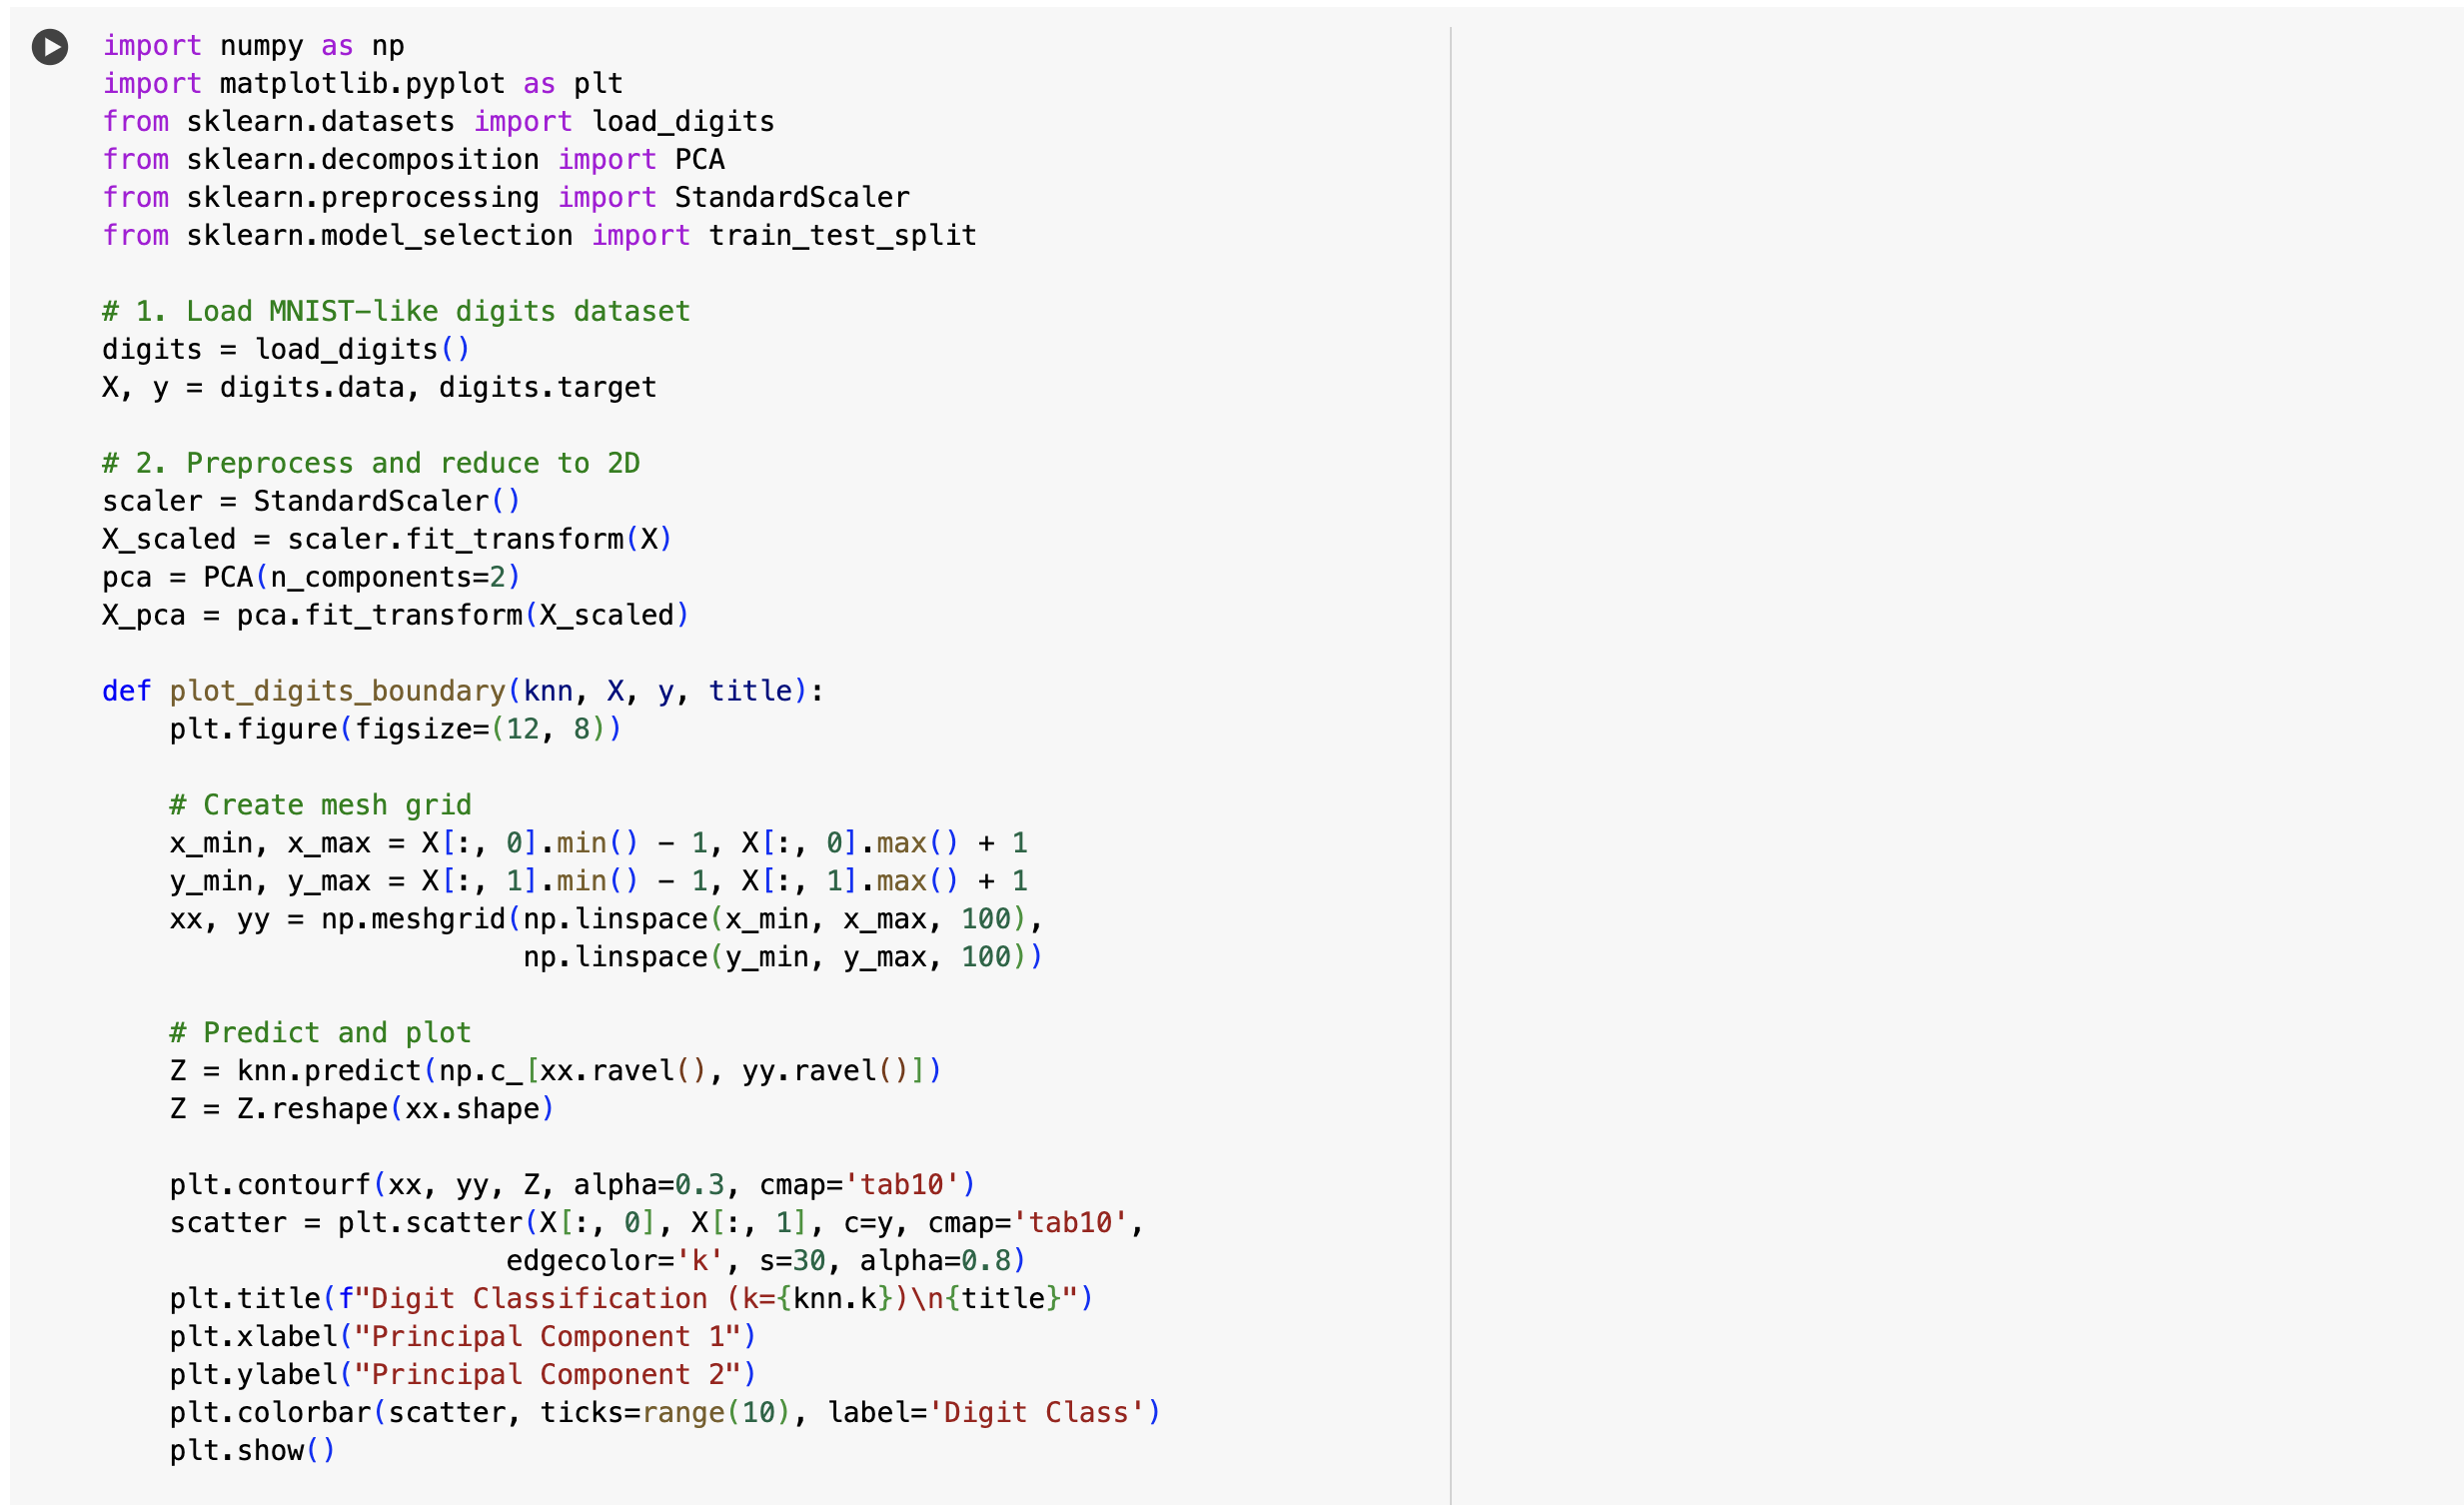 import numpy as np
import matplotlib.pyplot as plt
from sklearn.datasets import load_digits
from sklearn.decomposition import PCA
from sklearn.preprocessing import StandardScaler
from sklearn.model_selection import train_test_split

# 1. Load MNIST-like digits dataset
digits = load_digits()
X, y = digits.data, digits.target

# 2. Preprocess and reduce to 2D
scaler = StandardScaler()
X_scaled = scaler.fit_transform(X)
pca = PCA(n_components=2)
X_pca = pca.fit_transform(X_scaled)

def plot_digits_boundary(knn, X, y, title):
    plt.figure(figsize=(12, 8))

    # Create mesh grid
    x_min, x_max = X[:, 0].min() - 1, X[:, 0].max() + 1
    y_min, y_max = X[:, 1].min() - 1, X[:, 1].max() + 1
    xx, yy = np.meshgrid(np.linspace(x_min, x_max, 100),
                         np.linspace(y_min, y_max, 100))

    # Predict and plot
    Z = knn.predict(np.c_[xx.ravel(), yy.ravel()])
    Z = Z.reshape(xx.shape)

    plt.contourf(xx, yy, Z, alpha=0.3, cmap='tab10')
    scatter = plt.scatter(X[:, 0], X[:, 1], c=y, cmap='tab10',
                        edgecolor='k', s=30, alpha=0.8)
    plt.title(f"Digit Classification (k={knn.k})\n{title}")
    plt.xlabel("Principal Component 1")
    plt.ylabel("Principal Component 2")
    plt.colorbar(scatter, ticks=range(10), label='Digit Class')
    plt.show()